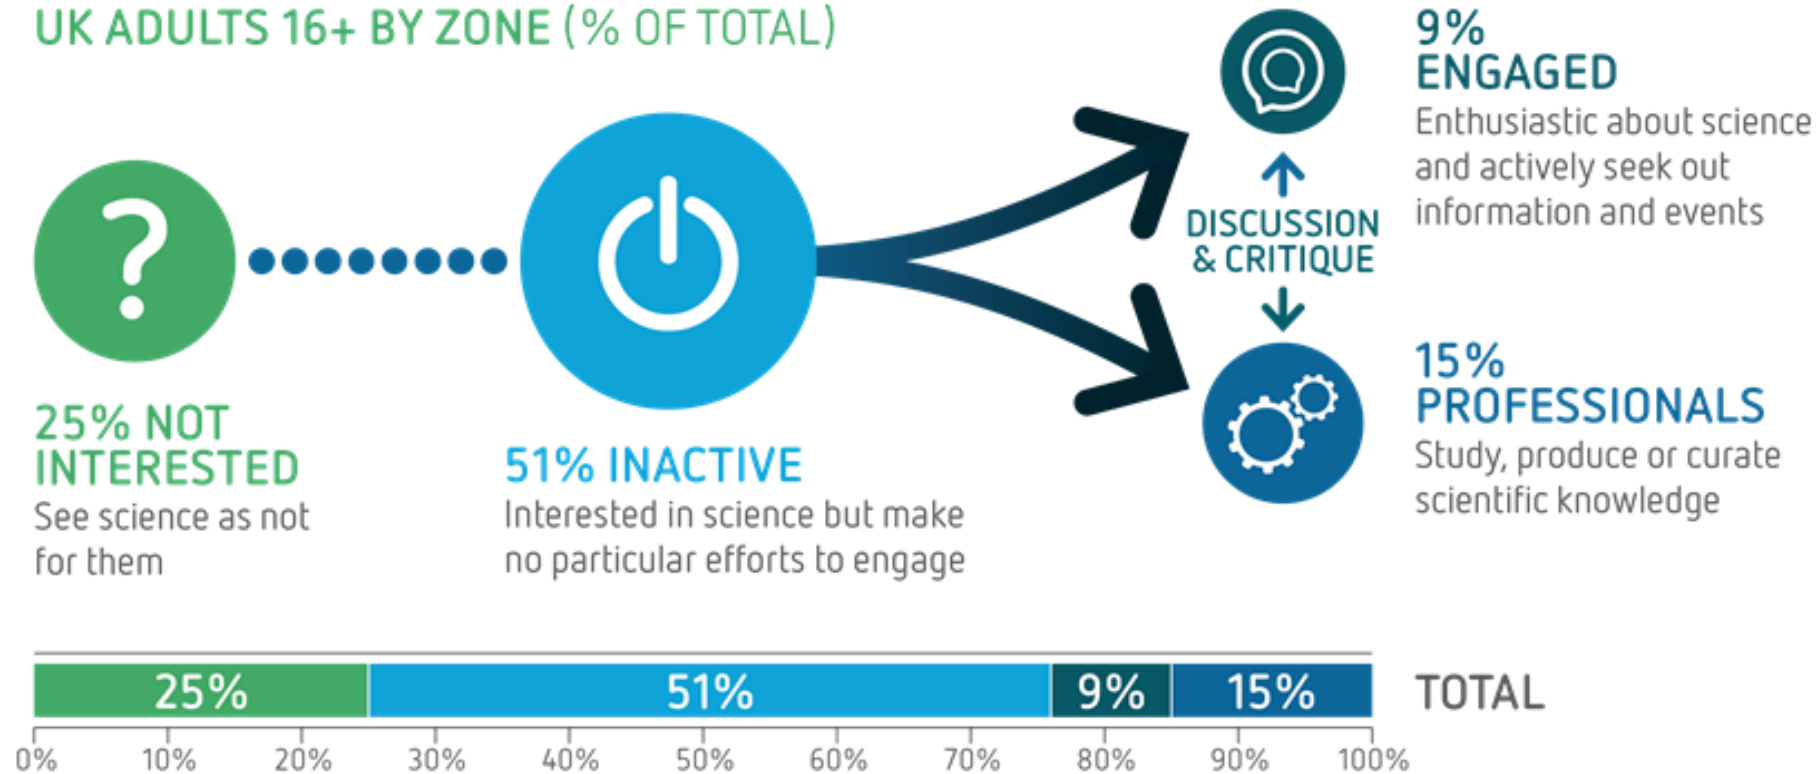 UK ADULTS 16+ BY ZONE (% OF TOTAL)
25% NOT
INTERESTED
See science as not
for them
51% INACTIVE
Interested in science but make
no particular efforts to engage
9%
ENGAGED
Enthusiastic about science
and actively seek out
information and events
DISCUSSION
& CRITIQUE
15%
PROFESSIONALS
Study, produce or curate
scientific knowledge
25% 51% 9% 15% TOTAL
0% 10% 20% 30% 40% 50% 60% 70% 80% 90% 100%